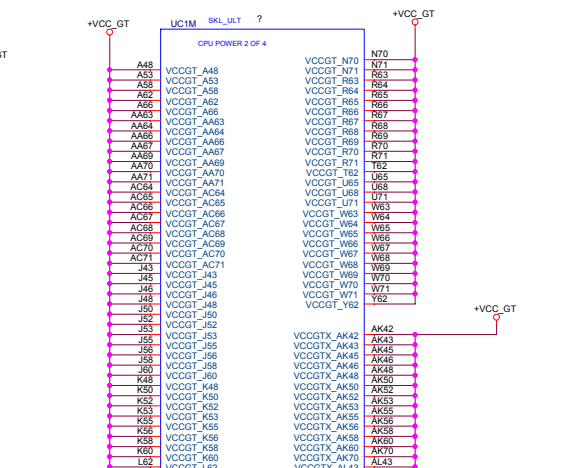 +VCC_GT
UC1M
SKL_ULT
?
+VCC_GT
CPU POWER 2 OF 4
GT
A48
A53
A58
A62
A66
AA63
AA64
AA66
AA67
AA69
AA70
AA71
AC64
AC65
AC66
AC67
AC68
AC69
AC70
AC71
J43
J45
J46
J48
J50
J52
J53
J55
J56
J58
J60
K48
K50
K52
K53
K55
K56
K58
K60
L62
VCCGT_A48
VCCGT_A53
VCCGT_A58
VCCGT_A62
VCCGT_A66
VCCGT_AA63
VCCGT_AA64
VCCGT_AA66
VCCGT_AA67
VCCGT_AA69
VCCGT_AA70
VCCGT_AA71
VCCGT_AC64
VCCGT_AC65
VCCGT_AC66
VCCGT_AC67
VCCGT_AC68
VCCGT_AC69
VCCGT_AC70
VCCGT_AC71
VCCGT_J43
VCCGT_J45
VCCGT_J46
VCCGT_J48
VCCGT_J50
VCCGT_J52
VCCGT_J53
VCCGT_J55
VCCGT_J56
VCCGT_J58
VCCGT_J60
VCCGT_K48
VCCGT_K50
VCCGT_K52
VCCGT_K53
VCCGT_K55
VCCGT_K56
VCCGT_K58
VCCGT_K60
VCCGT_L62
VCCGT_N70
VCCGT_N71
VCCGT_R63
VCCGT_R64
VCCGT_R65
VCCGT_R66
VCCGT_R67
VCCGT_R68
VCCGT_R69
VCCGT_R70
VCCGT_R71
VCCGT_T62
VCCGT_U65
VCCGT_U68
VCCGT_U71
VCCGT_W63
VCCGT_W64
VCCGT_W65
VCCGT_W66
VCCGT_W67
VCCGT_W68
VCCGT_W69
VCCGT_W70
VCCGT_W71
VCCGT_Y62
N70
N71
R63
R64
R65
R66
R67
R68
R69
R70
R71
T62
U65
U68
U71
W63
W64
W65
W66
W67
W68
W69
W70
W71
Y62
+VCC_GT
VCCGTX_AK42
VCCGTX_AK43
VCCGTX_AK45
VCCGTX_AK46
VCCGTX_AK48
VCCGTX_AK50
VCCGTX_AK52
VCCGTX_AK53
VCCGTX_AK55
VCCGTX_AK56
VCCGTX_AK58
VCCGTX_AK60
VCCGTX_AK70
VCCGTX_AL43
AK42
AK43
AK45
AK46
AK48
AK50
AK52
AK53
AK55
AK56
AK58
AK60
AK70
AL43